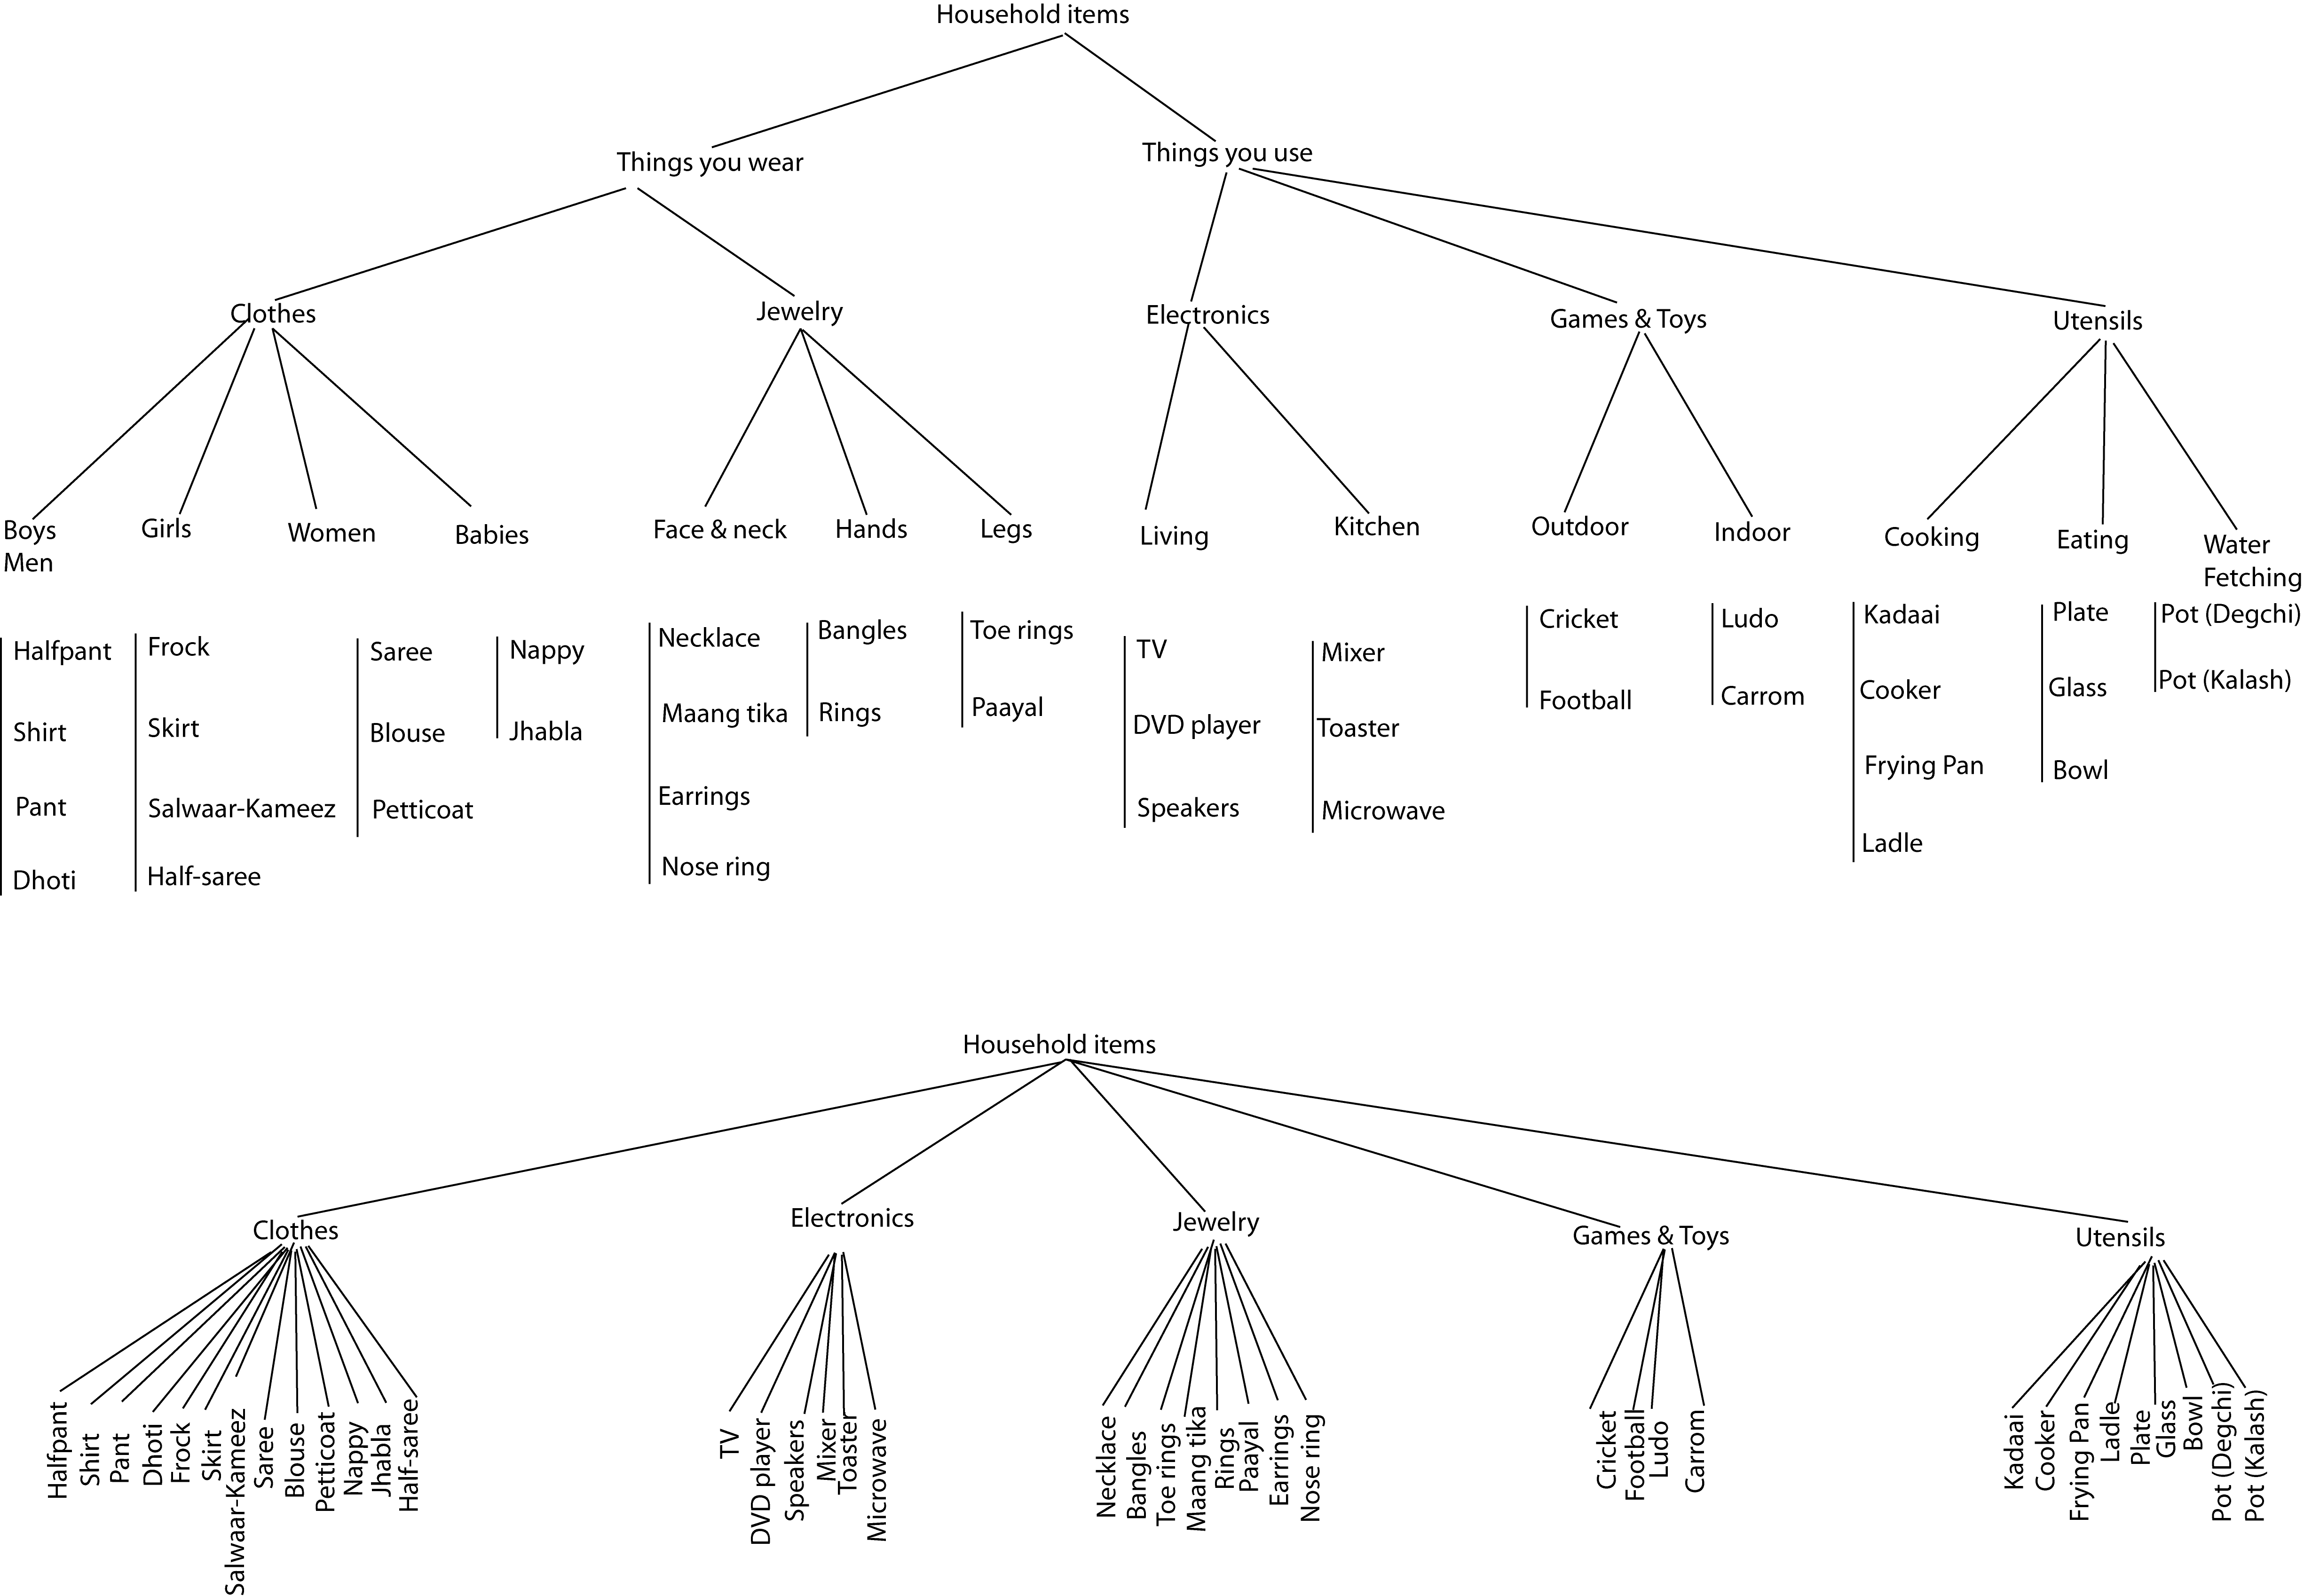 Household items
Things you wear
Things you use
Clothes
Jewelry
Electronics
Games & Toys
Utensils
Boys
Men
Girls
Women
Babies
Face & neck
Hands
Legs
Living
Kitchen
Outdoor
Indoor
Cooking
Eating
Water
Fetching
Halfpant
Shirt
Pant
Dhoti
Frock
Skirt
Salwaar-Kameez
Half-saree
Saree
Blouse
Petticoat
Nappy
Jhabla
Necklace
Maang tika
Earrings
Nose ring
Bangles
Rings
Toe rings
Paayal
TV
DVD player
Speakers
Mixer
Toaster
Microwave
Cricket
Football
Ludo
Carrom
Kadaai
Cooker
Frying Pan
Ladle
Plate
Glass
Bowl
Pot (Degchi)
Pot (Kalash)
Household items
Clothes
Electronics
Jewelry
Games & Toys
Utensils
Halfpant
Shirt
Pant
Dhoti
Frock
Skirt
Salwaar-Kameez
Saree
Blouse
Petticoat
Nappy
Jhabla
Half-saree
TV
DVD player
Speakers
Mixer
Toaster
Microwave
Necklace
Bangles
Toe rings
Maang tika
Rings
Paayal
Earrings
Nose ring
Cricket
Football
Ludo
Carrom
Kadaai
Cooker
Frying Pan
Ladle
Plate
Glass
Bowl
Pot (Degchi)
Pot (Kalash)